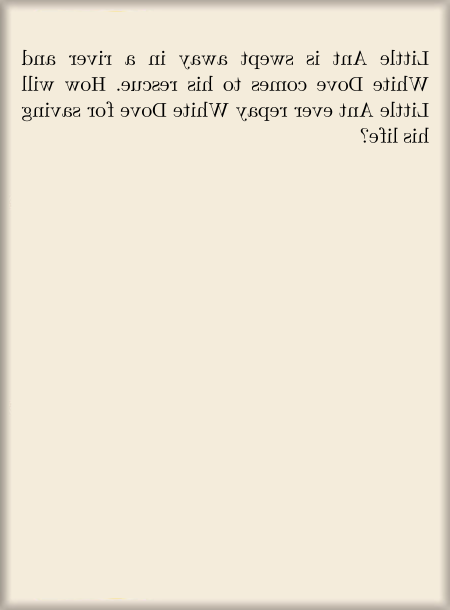 Little Ant is swept away in a river and
White Dove comes to his rescue. How will
Little Ant ever repay White Dove for saving
his life?